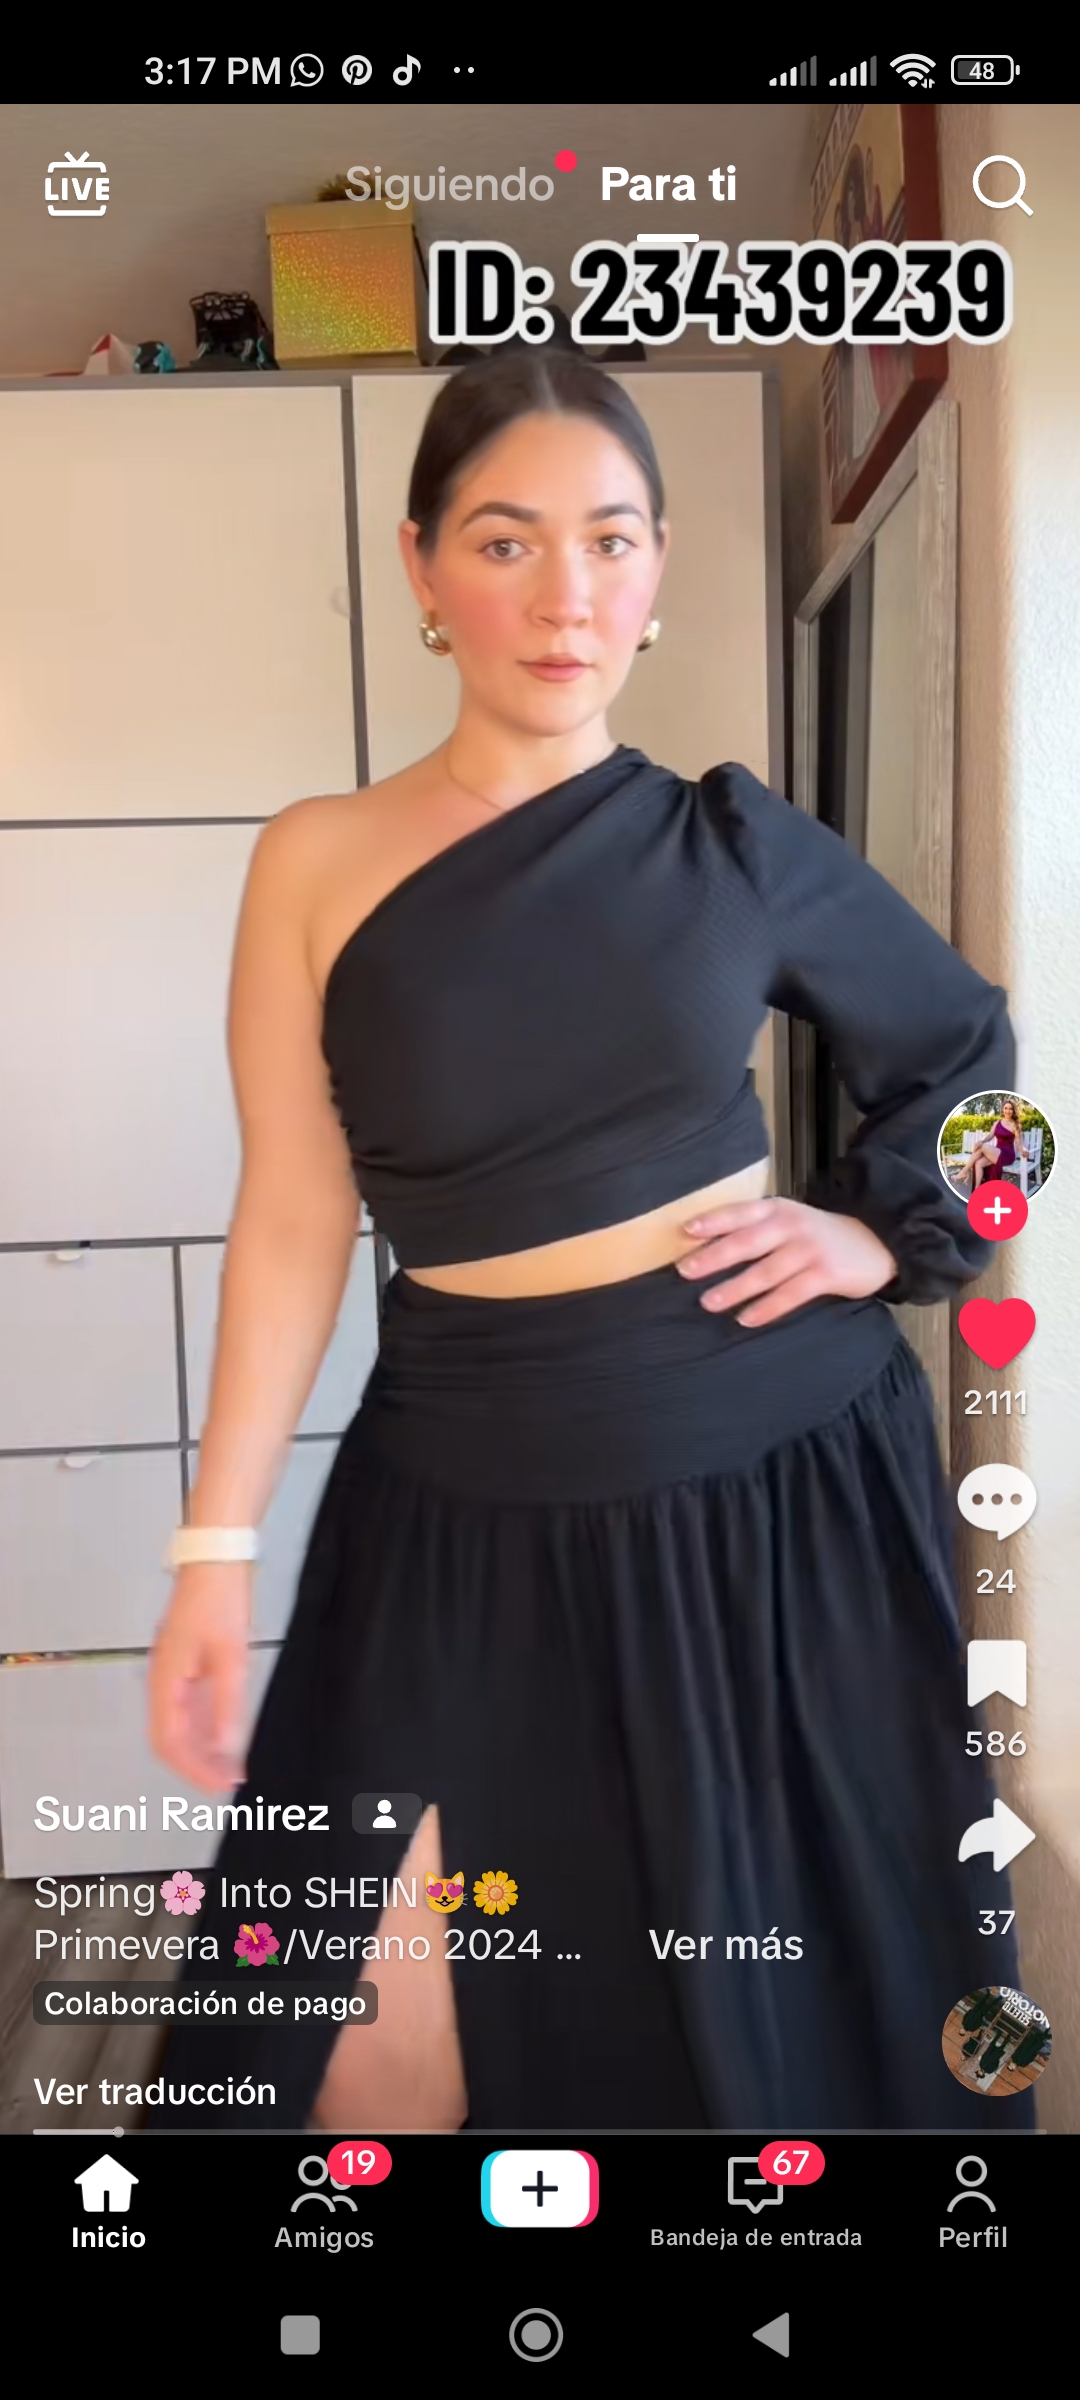 3:17 PM
48
LIVE
Siguiendo
Para ti
ID: 23439239
2111
24
586
37
Suani Ramirez
Spring🌸 Into SHEIN😻🌼
Primevera 🌺/Verano 2024 ...
Ver más
Colaboración de pago
Ver traducción
Inicio
19
Amigos
67
Bandeja de entrada
Perfil